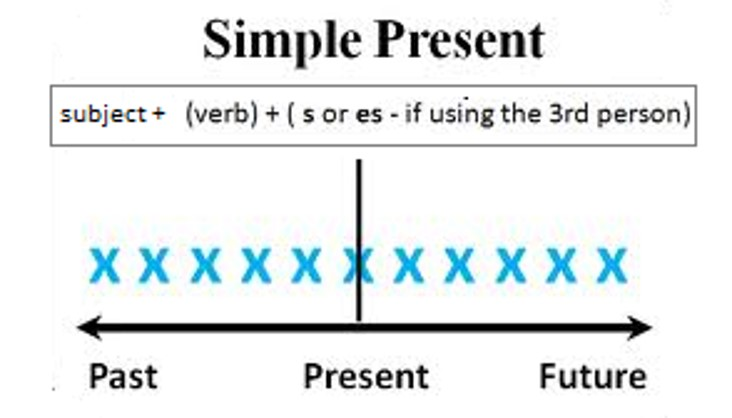 Simple Present
subject + (verb) + ( s or es - if using the 3rd person)
X X X X X X X X X X X
Past Present Future